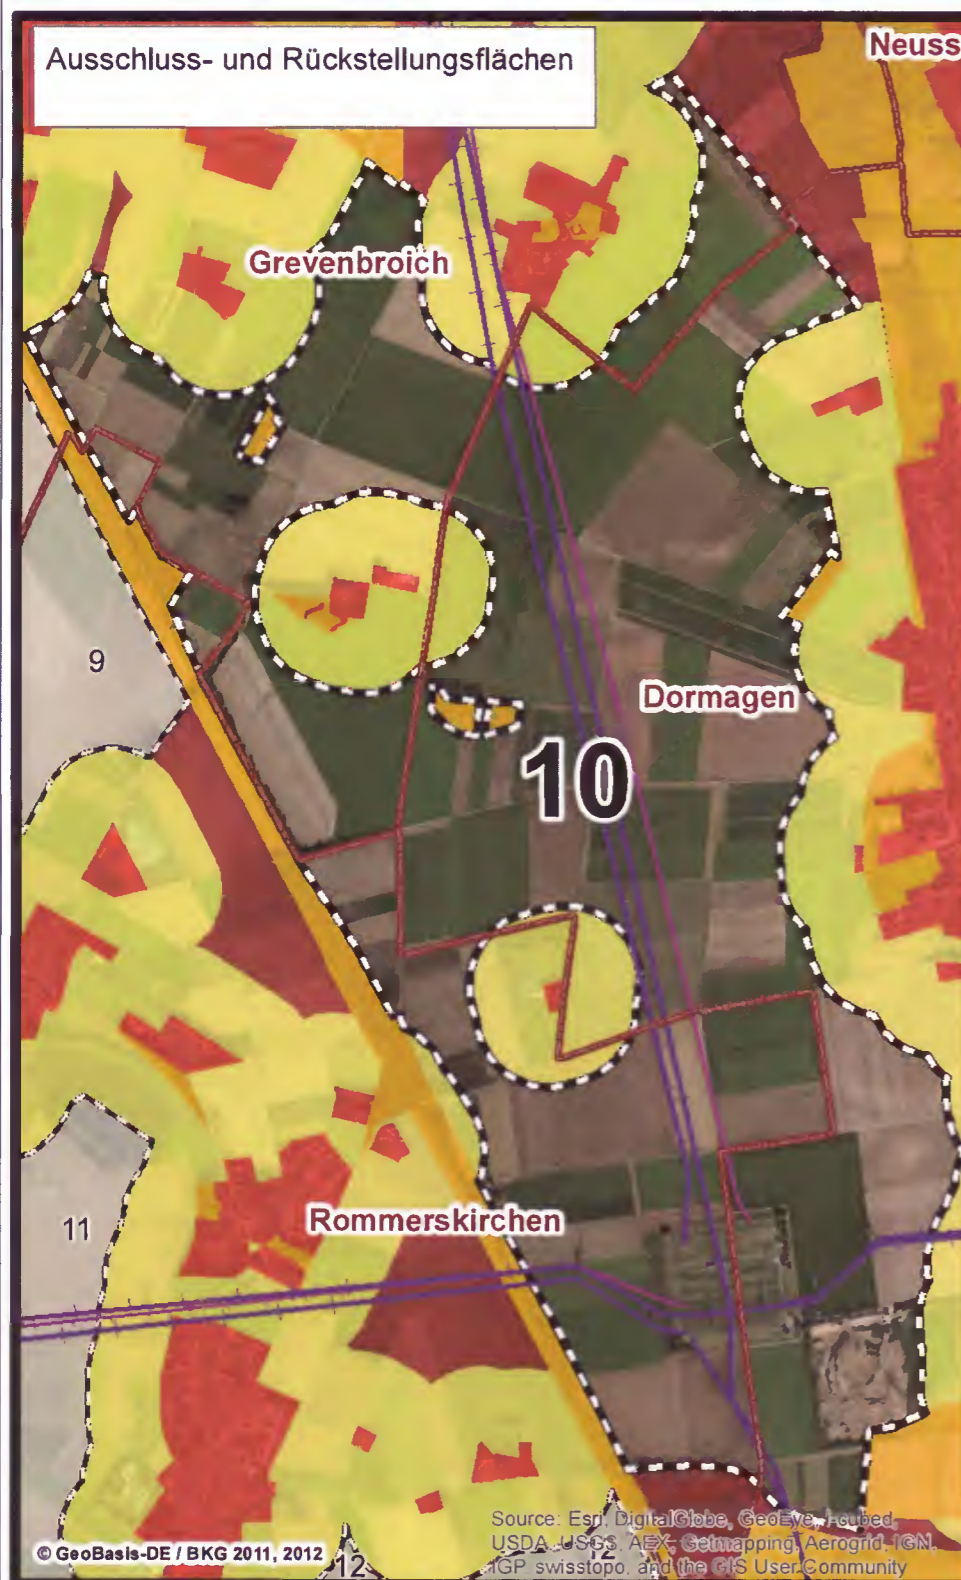 Ausschluss- und Rückstellungsflächen
Neuss
Grevenbroich
9
Dormagen
10
11
Rommerskirchen
Source: Esri, DigitalGlobe, GeoEye, i-cubed,
USDA, USGS, AEX, Getmapping, Aerogrid, IGN,
IGP, swisstopo, and the GIS User Community
© GeoBasis-DE / BKG 2011, 2012
12
12